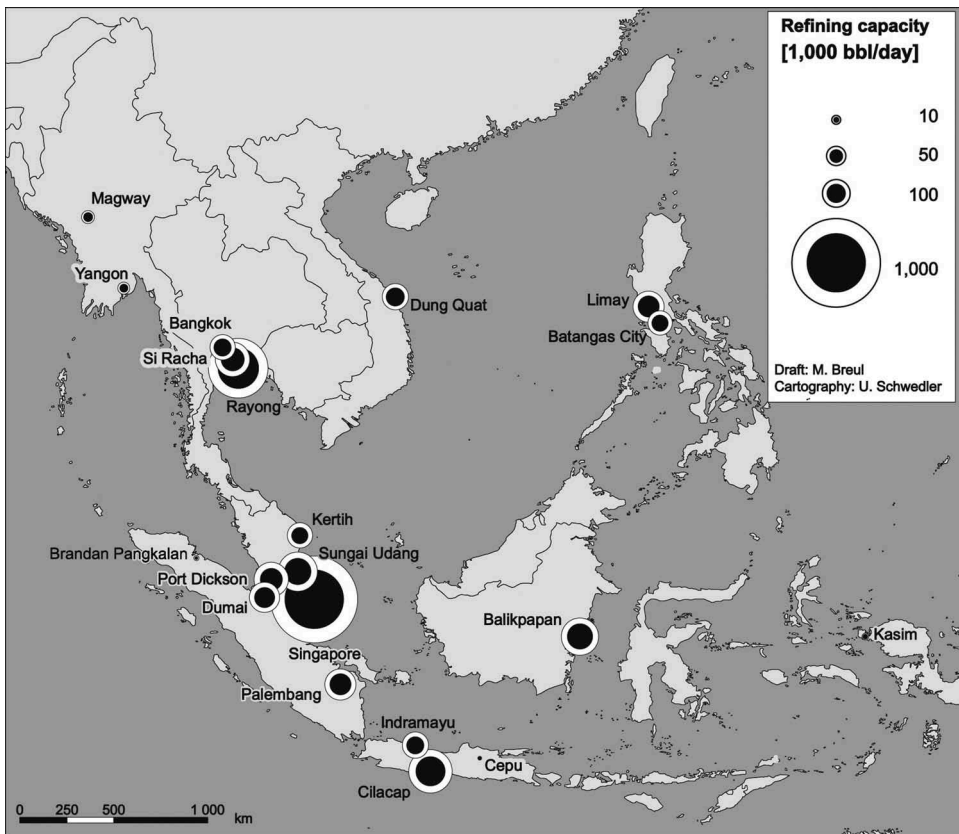 Refining capacity
[1,000 bbl/day]
10
50
100
1,000
Draft: M. Breul
Cartography: U. Schwedler
Magway
Yangon
Dung Quat
Limay
Batangas City
Bangkok
Si Racha
Rayong
Kertih
Brandan Pangkalan
Sungai Udang
Port Dickson
Dumai
Balikpapan
Kasim
Singapore
Palembang
Indramayu
Cepu
Cilacap
0 250 500 1 000
km